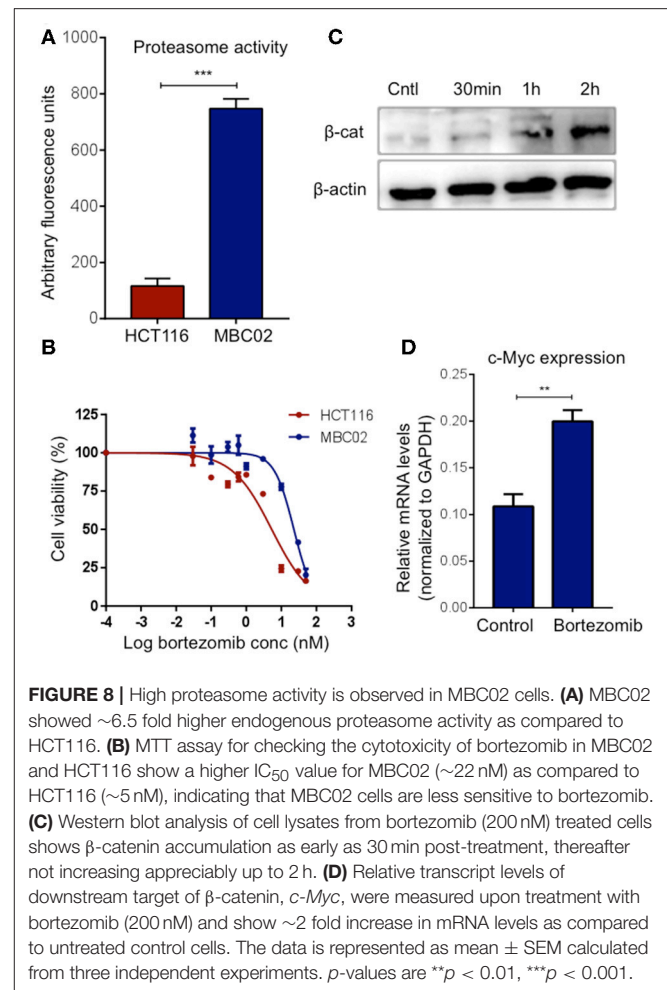 A
Proteasome activity
***
Arbitrary fluorescence units
1000
800
600
400
200
0
HCT116 MBC02
C
Cntl 30min 1h 2h
β-cat
β-actin
B
Cell viability (%)
125
100
75
50
25
0
HCT116
MBC02
-4 -3 -2 -1 0 1 2 3
Log bortezomib conc (nM)
D
c-Myc expression
**
Relative mRNA levels
(normalized to GAPDH)
0.25
0.20
0.15
0.10
0.05
0.00
Control Bortezomib
FIGURE 8 | High proteasome activity is observed in MBC02 cells. (A) MBC02
showed ∼6.5 fold higher endogenous proteasome activity as compared to
HCT116. (B) MTT assay for checking the cytotoxicity of bortezomib in MBC02
and HCT116 show a higher IC50 value for MBC02 (∼22 nM) as compared to
HCT116 (∼5 nM), indicating that MBC02 cells are less sensitive to bortezomib.
(C) Western blot analysis of cell lysates from bortezomib (200 nM) treated cells
shows β-catenin accumulation as early as 30 min post-treatment, thereafter
not increasing appreciably up to 2 h. (D) Relative transcript levels of
downstream target of β-catenin, c-Myc, were measured upon treatment with
bortezomib (200 nM) and show ∼2 fold increase in mRNA levels as compared
to untreated control cells. The data is represented as mean ± SEM calculated
from three independent experiments. p-values are **p < 0.01, ***p < 0.001.